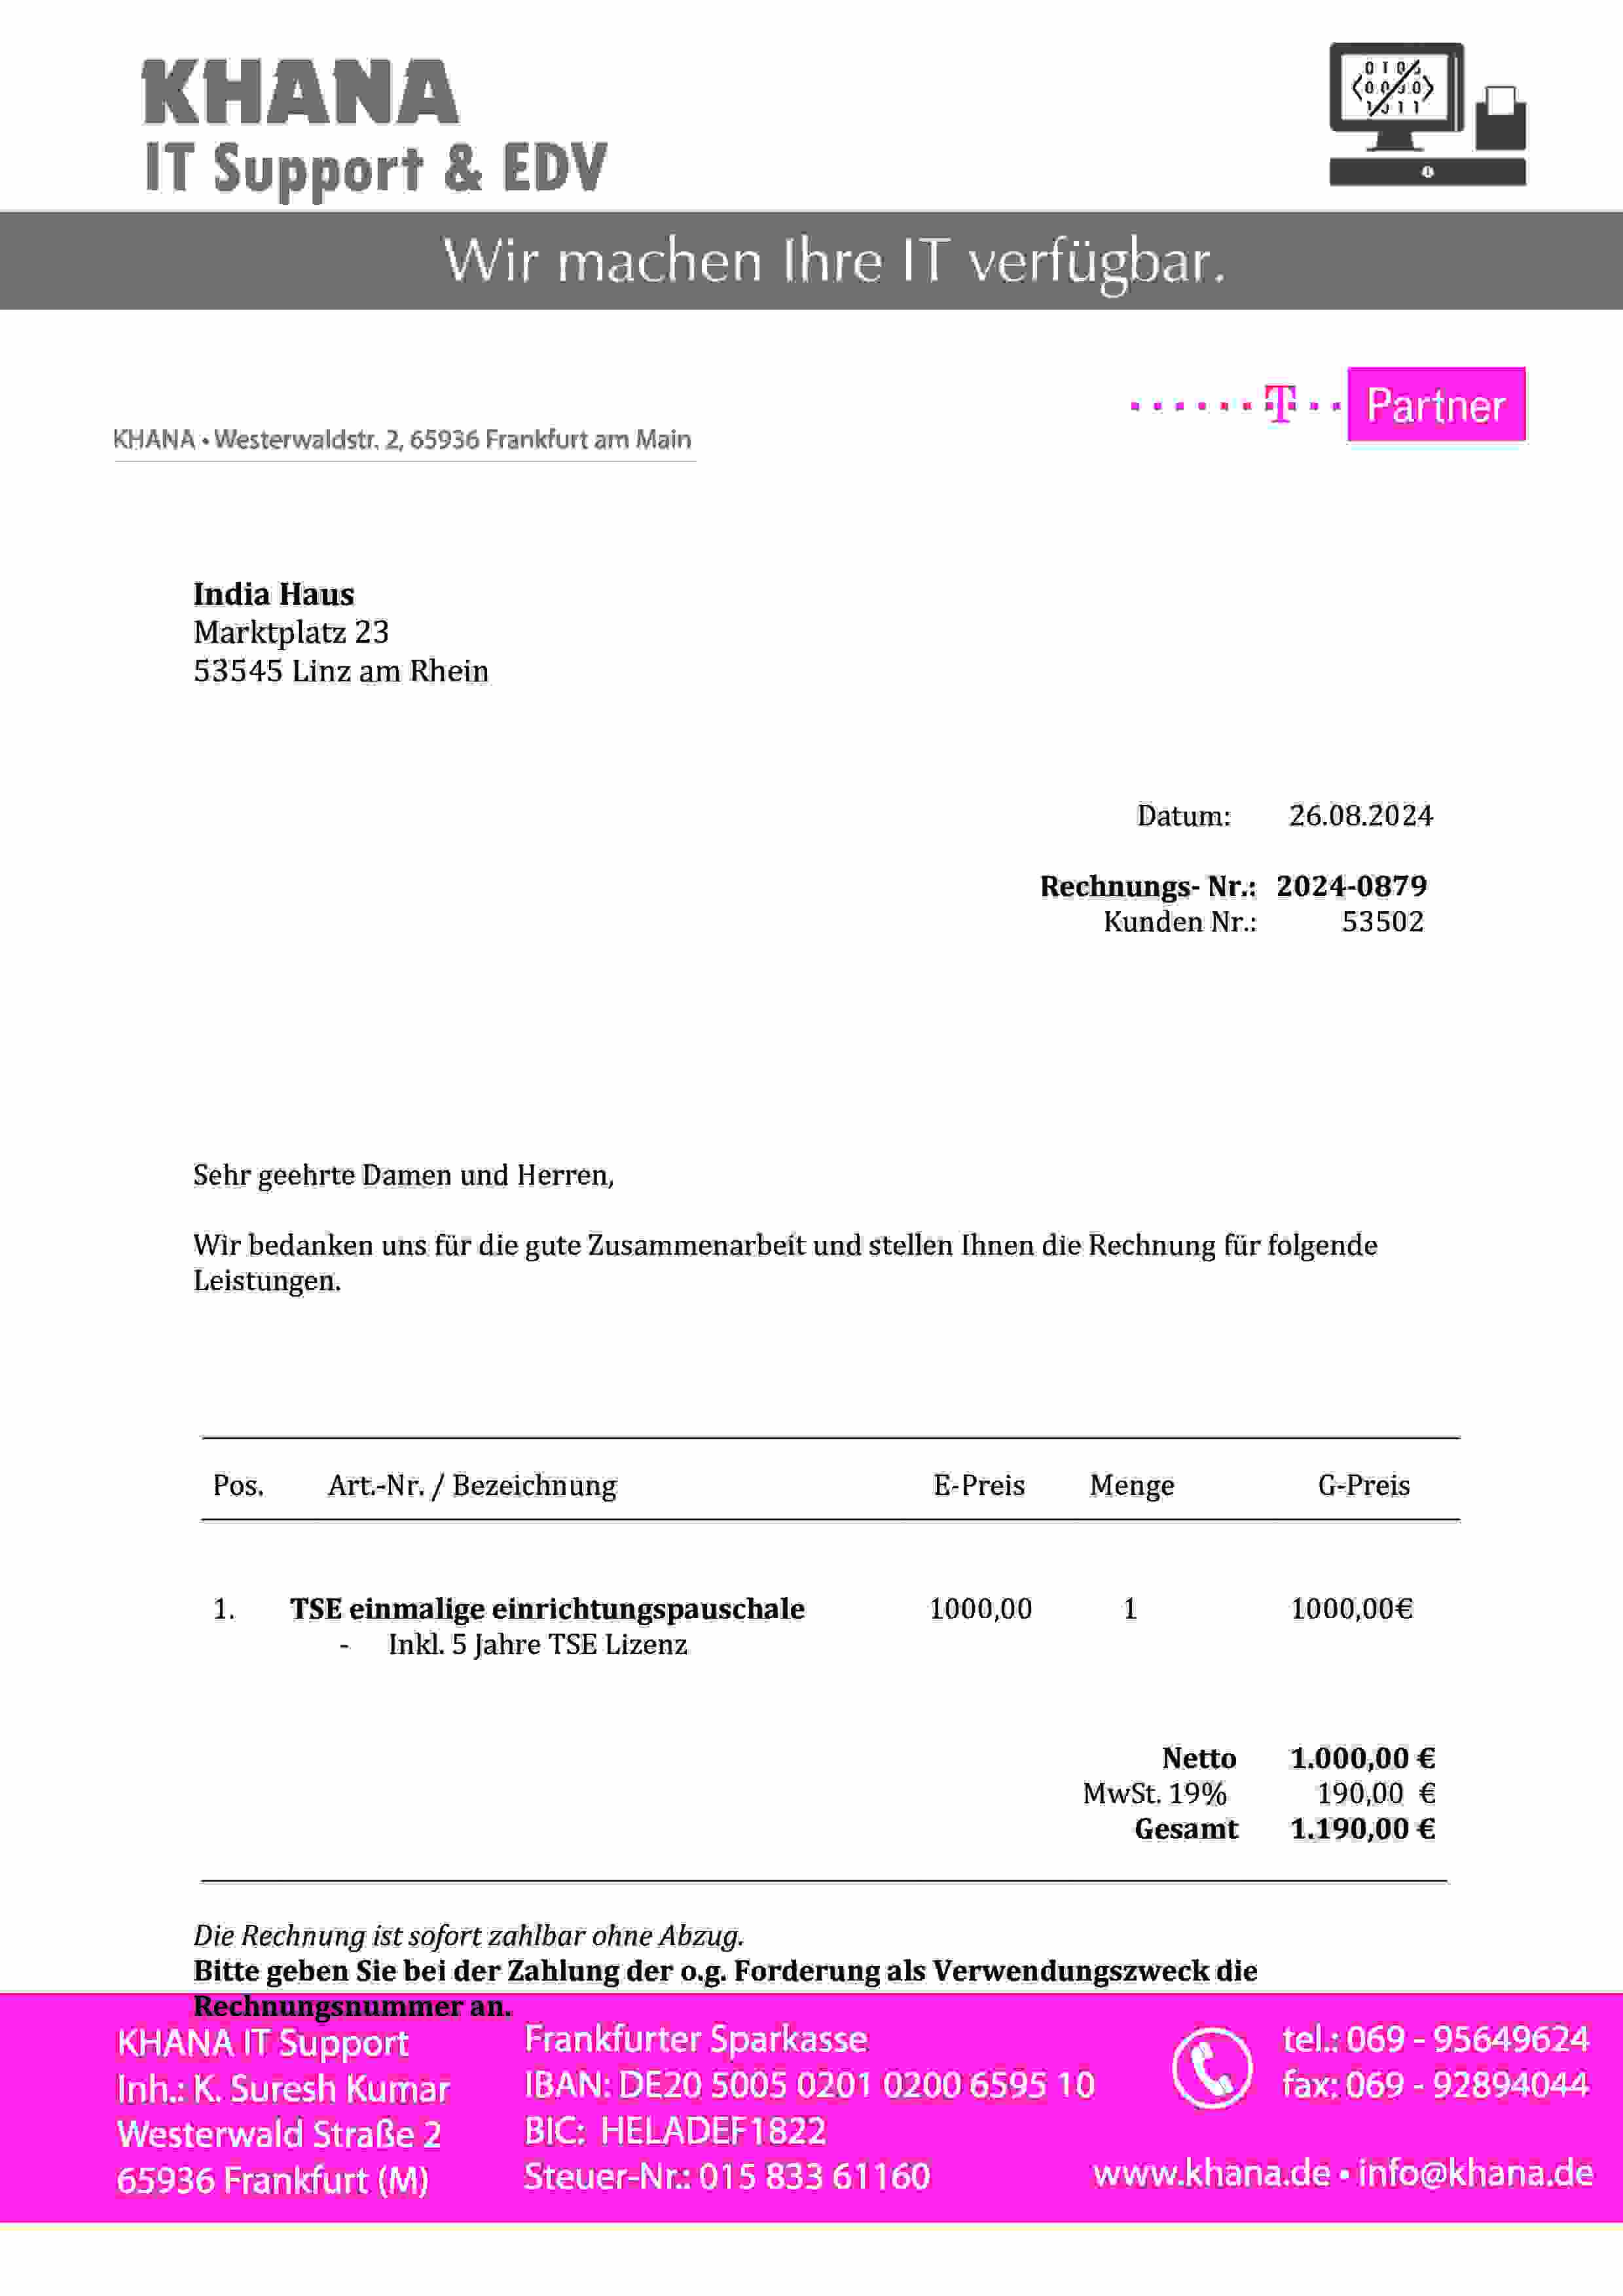 KHANA
IT Support & EDV
Wir machen Ihre IT verfügbar.
T Partner
KHANA • Westerwaldstr. 2, 65936 Frankfurt am Main
India Haus
Marktplatz 23
53545 Linz am Rhein
Datum: 26.08.2024
Rechnungs- Nr.: 2024-0879
Kunden Nr.: 53502
Sehr geehrte Damen und Herren,
Wir bedanken uns für die gute Zusammenarbeit und stellen Ihnen die Rechnung für folgende
Leistungen.
Pos. Art.-Nr. / Bezeichnung E-Preis Menge G-Preis
1. TSE einmalige einrichtungspauschale 1000,00 1 1000,00€
- Inkl. 5 Jahre TSE Lizenz
Netto 1.000,00 €
MwSt. 19% 190,00 €
Gesamt 1.190,00 €
Die Rechnung ist sofort zahlbar ohne Abzug.
Bitte geben Sie bei der Zahlung der o.g. Forderung als Verwendungszweck die
Rechnungsnummer an.
KHANA IT Support
Inh.: K. Suresh Kumar
Westerwald Straße 2
65936 Frankfurt (M)
Frankfurter Sparkasse
IBAN: DE20 5005 0201 0200 6595 10
BIC: HELADEF1822
Steuer-Nr.: 015 833 61160
tel.: 069 - 95649624
fax: 069 - 92894044
www.khana.de • info@khana.de